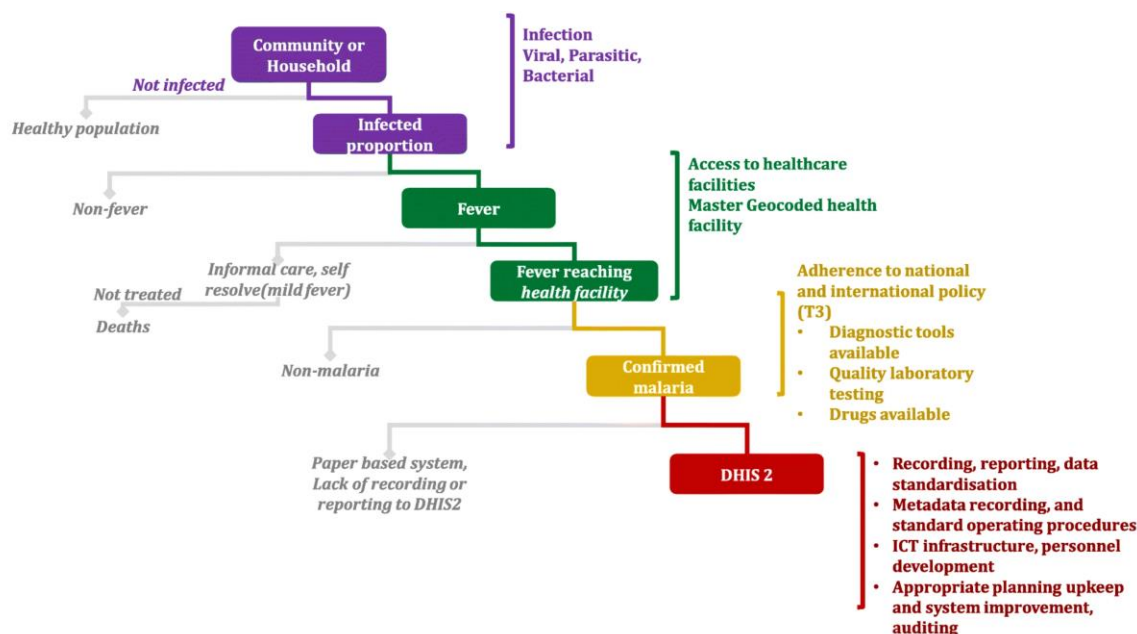 Community or
Household
Infection
Viral, Parasitic,
Bacterial
Not infected
Healthy population
Infected
proportion
Access to healthcare
facilities
Master Geocoded health
facility
Non-fever
Fever
Informal care, self
resolve(mild fever)
Not treated
Deaths
Fever reaching
health facility
Adherence to national
and international policy
(T3)
• Diagnostic tools
available
• Quality laboratory
testing
• Drugs available
Non-malaria
Confirmed
malaria
Paper based system,
Lack of recording or
reporting to DHIS2
DHIS 2
• Recording, reporting, data
standardisation
• Metadata recording, and
standard operating procedures
• ICT infrastructure, personnel
development
• Appropriate planning upkeep
and system improvement,
auditing